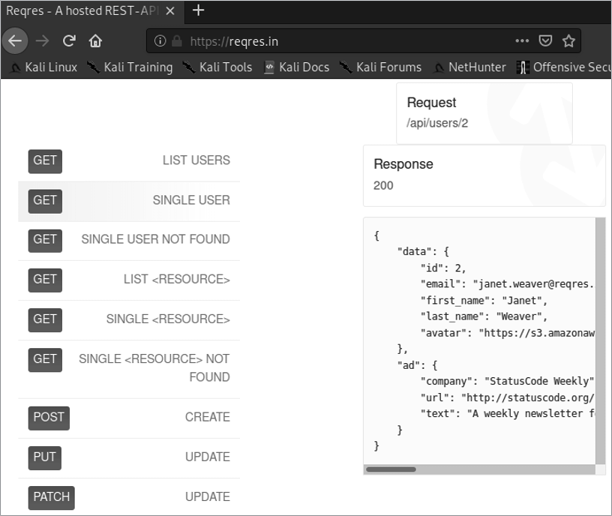 Reqres - A hosted REST-API
https://reqres.in
Kali Linux Kali Training Kali Tools Kali Docs Kali Forums NetHunter Offensive Secu
Request
/api/users/2
GET LIST USERS
GET SINGLE USER
GET SINGLE USER NOT FOUND
GET LIST <RESOURCE>
GET SINGLE <RESOURCE>
GET SINGLE <RESOURCE> NOT
FOUND
POST CREATE
PUT UPDATE
PATCH UPDATE
Response
200
{
"data": {
"id": 2,
"email": "janet.weaver@reqres.
"first_name": "Janet",
"last_name": "Weaver",
"avatar": "https://s3.amazonaw
},
"ad": {
"company": "StatusCode Weekly"
"url": "http://statuscode.org/
"text": "A weekly newsletter f
}
}